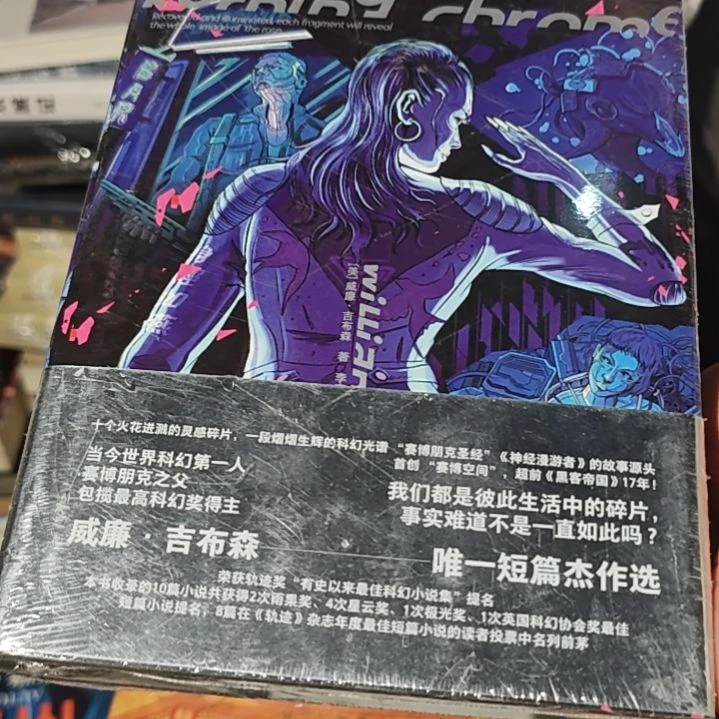 burning chrome
Recovered and illuminated, each fragment will reveal
the whole image of the rose.
BAR
william
[美] 威廉·吉布森 著 李
十个火花迸溅的灵感碎片，一段熠熠生辉的科幻光谱
当今世界科幻第一人
赛博朋克之父
包揽最高科幻奖得主
威廉·吉布森
“赛博朋克圣经”《神经漫游者》的故事源头
首创“赛博空间”，超前《黑客帝国》17年！
我们都是彼此生活中的碎片，
事实难道不是一直如此吗？
唯一短篇杰作选
荣获轨迹奖“有史以来最佳科幻小说集”提名
本书收录的10篇小说共获得2次雨果奖、4次星云奖、1次极光奖、1次英国科幻协会奖最佳
短篇小说提名，8篇在《轨迹》杂志年度最佳短篇小说的读者投票中名列前茅